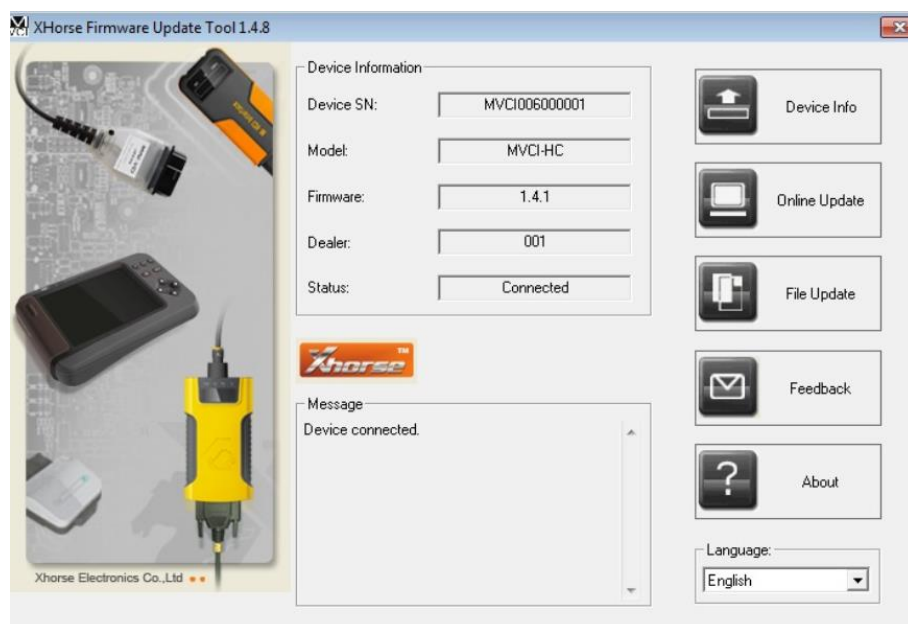 XHorse Firmware Update Tool 1.4.8
Device Information
Device SN: MVCI006000001
Model: MVCI-HC
Firmware: 1.4.1
Dealer: 001
Status: Connected
Xhorse TM
Message
Device connected.
Device Info
Online Update
File Update
Feedback
? About
Language:
English
Xhorse Electronics Co.,Ltd